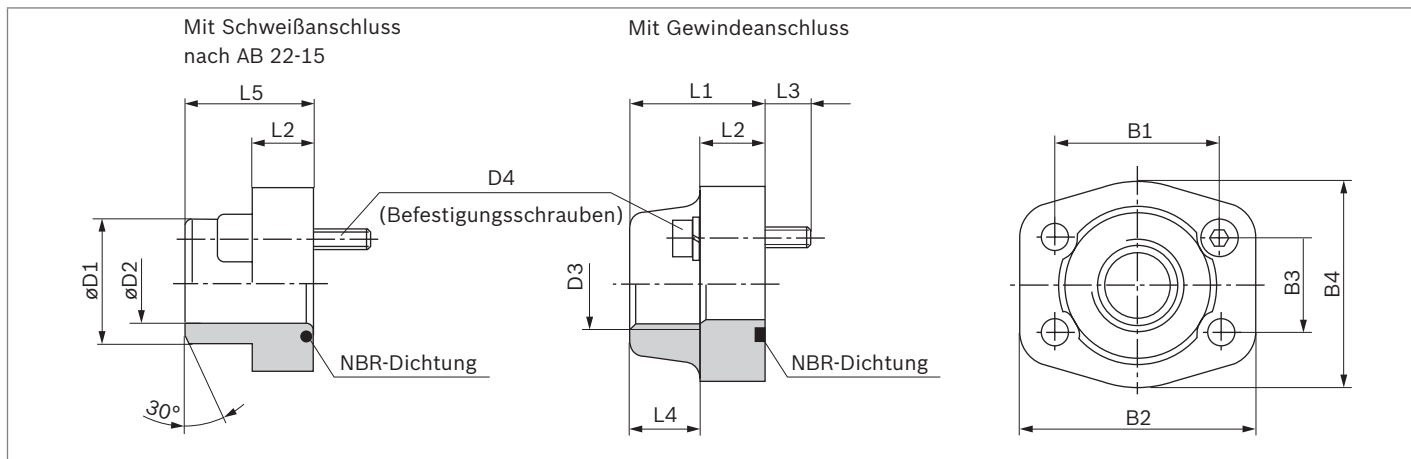 Mit Schweißanschluss
nach AB 22-15
L5
L2
øD1
øD2
30°
NBR-Dichtung
D4
(Befestigungsschrauben)
Mit Gewindeanschluss
L1
L3
L2
D3
L4
NBR-Dichtung
B1
B3
B4
B2